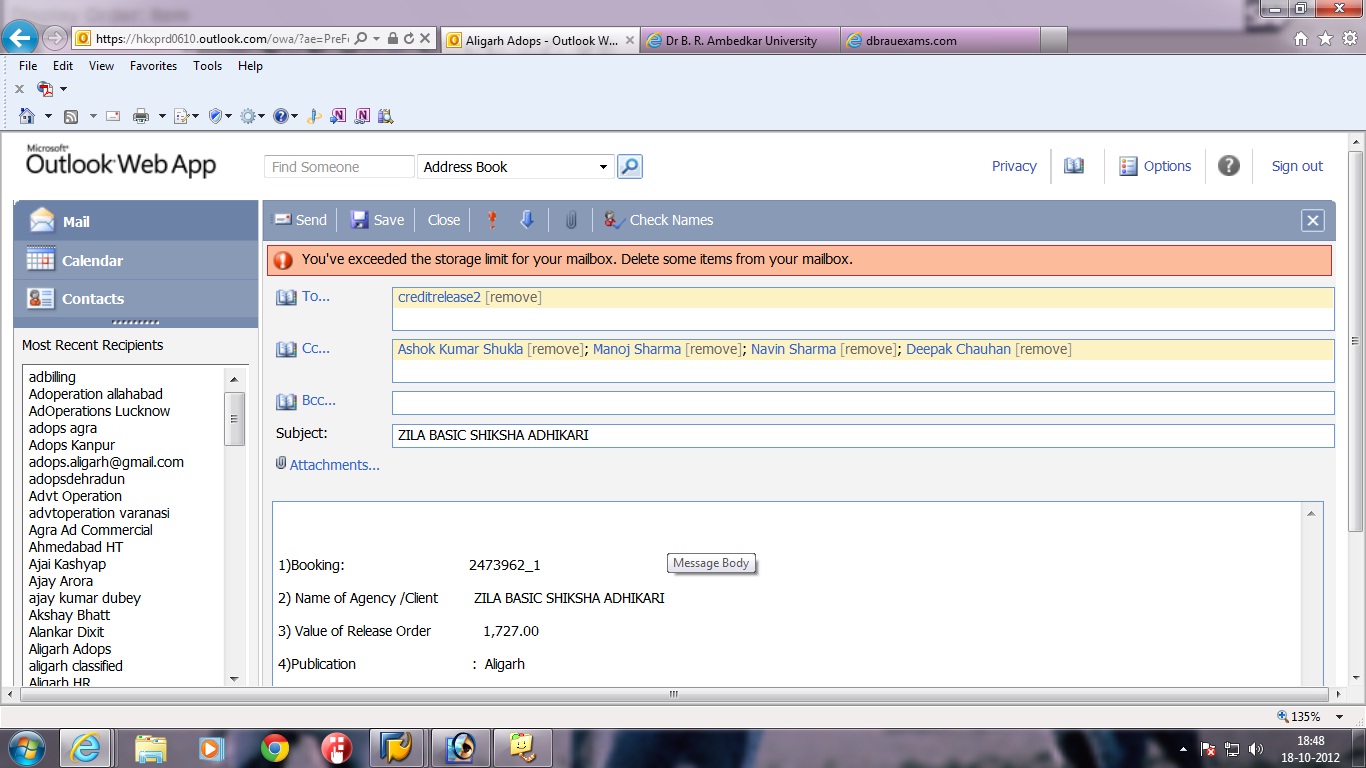 https://hkxprd0610.outlook.com/owa/?ae=PreF
Aligarh Adops - Outlook W...
Dr B. R. Ambedkar University
dbrauexams.com
File Edit View Favorites Tools Help
Microsoft®
Outlook Web App
Find Someone
Address Book
Privacy
Options
Sign out
Mail
Calendar
Contacts
Send Save Close Check Names
You've exceeded the storage limit for your mailbox. Delete some items from your mailbox.
To... creditrelease2 [remove]
Cc... Ashok Kumar Shukla [remove]; Manoj Sharma [remove]; Navin Sharma [remove]; Deepak Chauhan [remove]
Bcc...
Subject: ZILA BASIC SHIKSHA ADHIKARI
Attachments...
Most Recent Recipients
adbilling
Adoperation allahabad
AdOperations Lucknow
adops agra
Adops Kanpur
adops.aligarh@gmail.com
adopsdehradun
Advt Operation
advtoperation varanasi
Agra Ad Commercial
Ahmedabad HT
Ajai Kashyap
Ajay Arora
ajay kumar dubey
Akshay Bhatt
Alankar Dixit
Aligarh Adops
aligarh classified
Aligarh HR
1)Booking: 2473962_1
Message Body
2) Name of Agency /Client ZILA BASIC SHIKSHA ADHIKARI
3) Value of Release Order 1,727.00
4)Publication : Aligarh
135%
18:48
18-10-2012